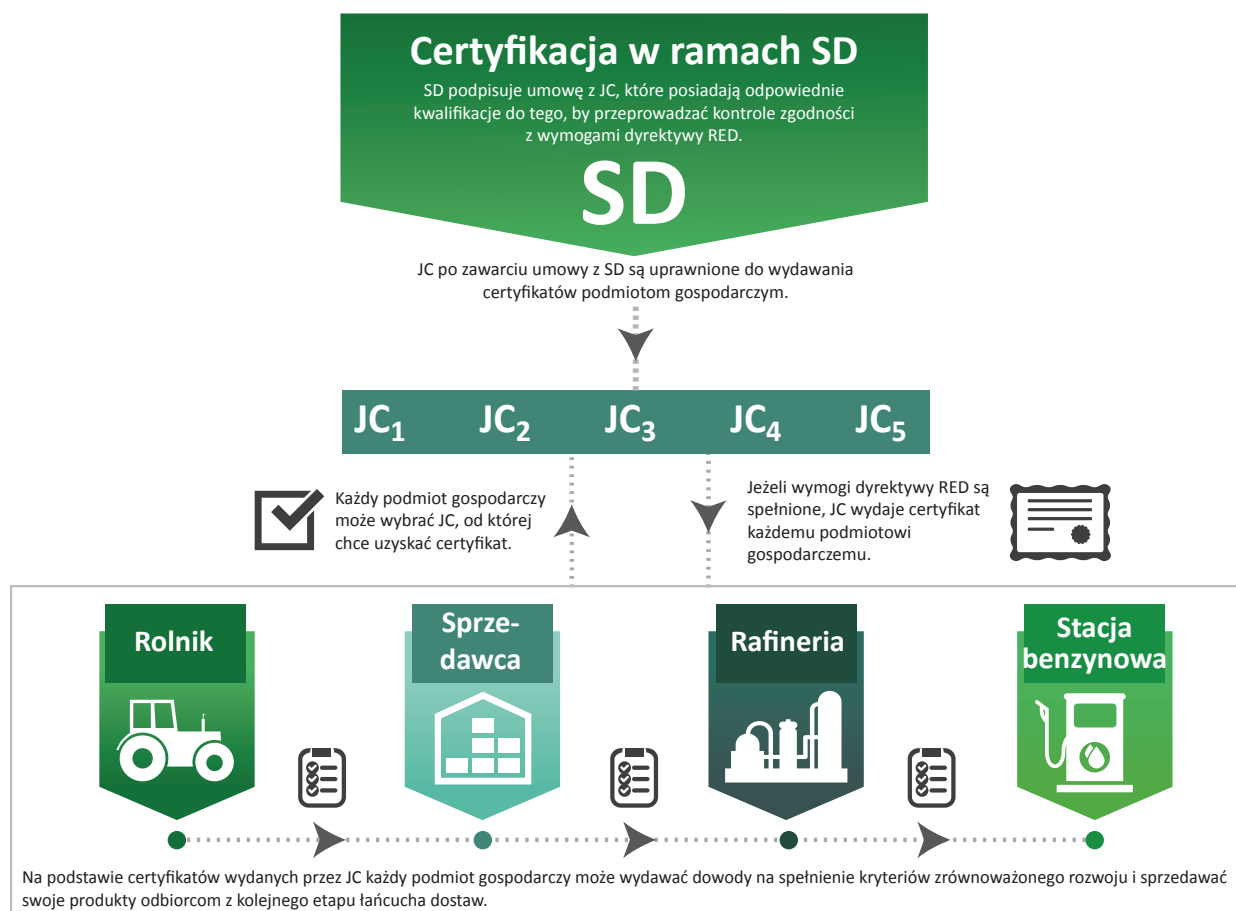 Certyfikacja w ramach SD
SD podpisuje umowę z JC, które posiadają odpowiednie
kwalifikacje do tego, by przeprowadzać kontrole zgodności
z wymogami dyrektywy RED.
SD
JC po zawarciu umowy z SD są uprawnione do wydawania
certyfikatów podmiotom gospodarczym.
JC₁ JC₂ JC₃ JC₄ JC₅
Każdy podmiot gospodarczy
może wybrać JC, od której
chce uzyskać certyfikat.
Jeżeli wymogi dyrektywy RED są
spełnione, JC wydaje certyfikat
każdemu podmiotowi
gospodarczemu.
Rolnik
Sprze-
dawca
Rafineria
Stacja
benzynowa
Na podstawie certyfikatów wydanych przez JC każdy podmiot gospodarczy może wydawać dowody na spełnienie kryteriów zrównoważonego rozwoju i sprzedawać
swoje produkty odbiorcom z kolejnego etapu łańcucha dostaw.